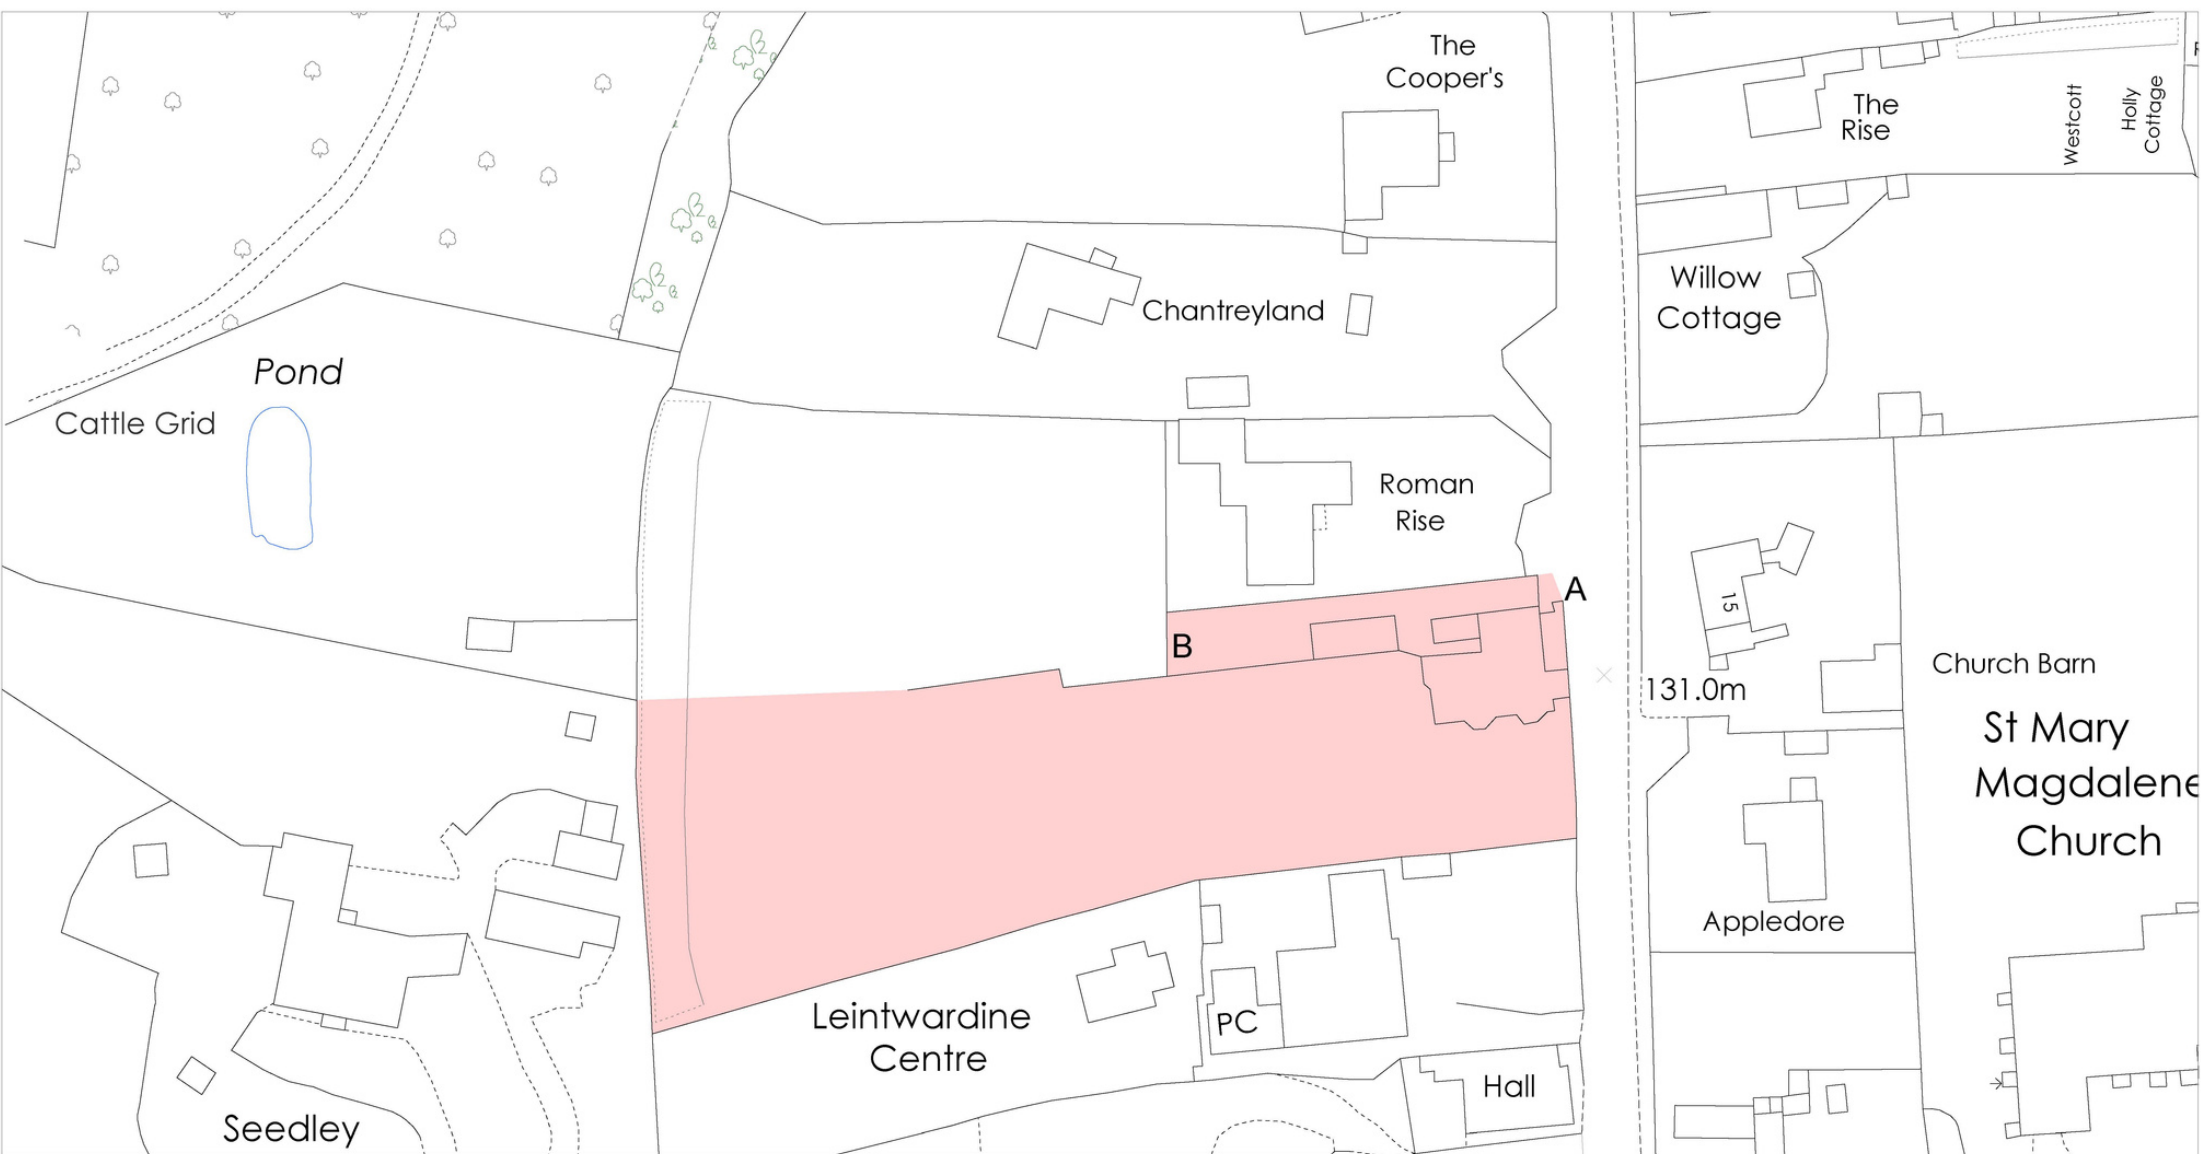 The
Cooper's
The
Rise
Westcott
Holly
Cottage
Willow
Cottage
Chantreyland
Pond
Cattle Grid
Roman
Rise
A
15
B
Church Barn
131.0m
St Mary
Magdalene
Church
Appledore
Leintwardine
Centre
PC
Hall
Seedley